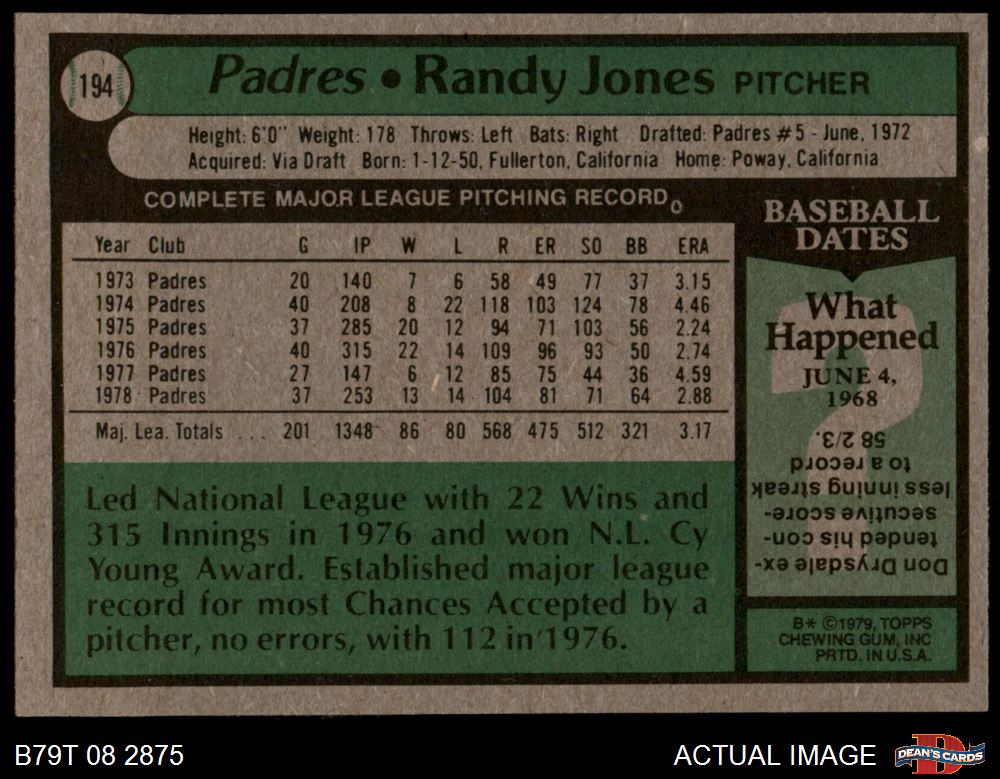 194
Padres • Randy Jones PITCHER
Height: 6'0" Weight: 178 Throws: Left Bats: Right Drafted: Padres #5 - June, 1972
Acquired: Via Draft Born: 1-12-50, Fullerton, California Home: Poway, California
COMPLETE MAJOR LEAGUE PITCHING RECORD
Year Club G IP W L R ER SO BB ERA
1973 Padres 20 140 7 6 58 49 77 37 3.15
1974 Padres 40 208 8 22 118 103 124 78 4.46
1975 Padres 37 285 20 12 94 71 103 56 2.24
1976 Padres 40 315 22 14 109 96 93 50 2.74
1977 Padres 27 147 6 12 85 75 44 36 4.59
1978 Padres 37 253 13 14 104 81 71 64 2.88
Maj. Lea. Totals ... 201 1348 86 80 568 475 512 321 3.17
Led National League with 22 Wins and
315 Innings in 1976 and won N.L. Cy
Young Award. Established major league
record for most Chances Accepted by a
pitcher, no errors, with 112 in 1976.
BASEBALL
DATES
What
Happened
JUNE 4,
1968
Don Drysdale ex-
tended his con-
secutive score-
less inning streak
to a record
58 2/3.
B* ©1979, TOPPS
CHEWING GUM, INC
PRTD. IN U.S.A.
B79T 08 2875
ACTUAL IMAGE
DEAN'S CARDS